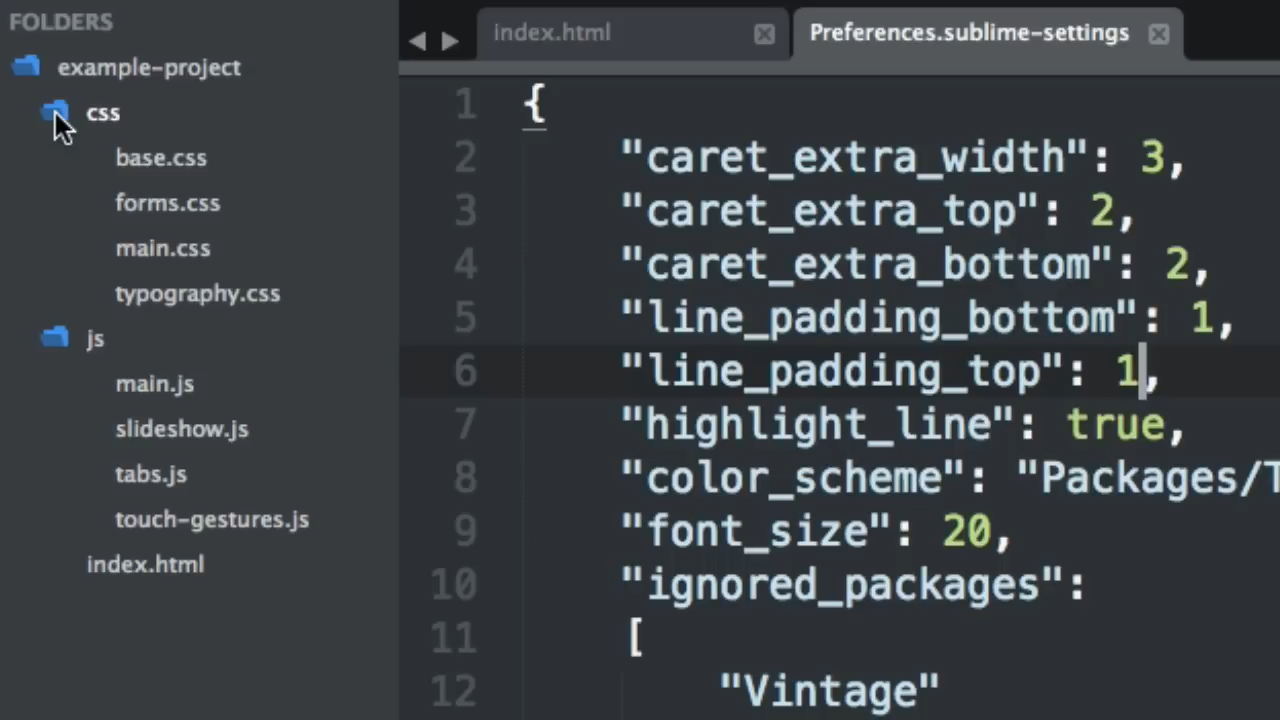 FOLDERS
example-project
css
base.css
forms.css
main.css
typography.css
js
main.js
slideshow.js
tabs.js
touch-gestures.js
index.html
index.html
Preferences.sublime-settings
1 {
2 "caret_extra_width": 3,
3 "caret_extra_top": 2,
4 "caret_extra_bottom": 2,
5 "line_padding_bottom": 1,
6 "line_padding_top": 1,
7 "highlight_line": true,
8 "color_scheme": "Packages/T
9 "font_size": 20,
10 "ignored_packages":
11 [
12 "Vintage"